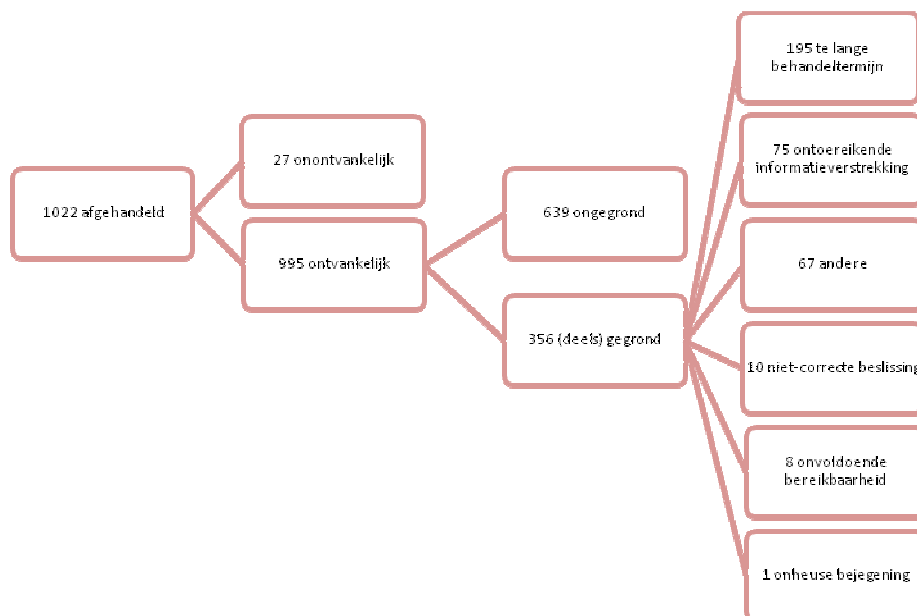 1022 afgehandeld
27 onontvankelijk
995 ontvankelijk
639 ongegrond
356 (deels) gegrond
195 te lange
behandeltermijn
75 ontoereikende
informatieverstrekking
67 andere
10 niet-correcte beslissing
8 onvoldoende
bereikbaarheid
1 onheuse bejegening